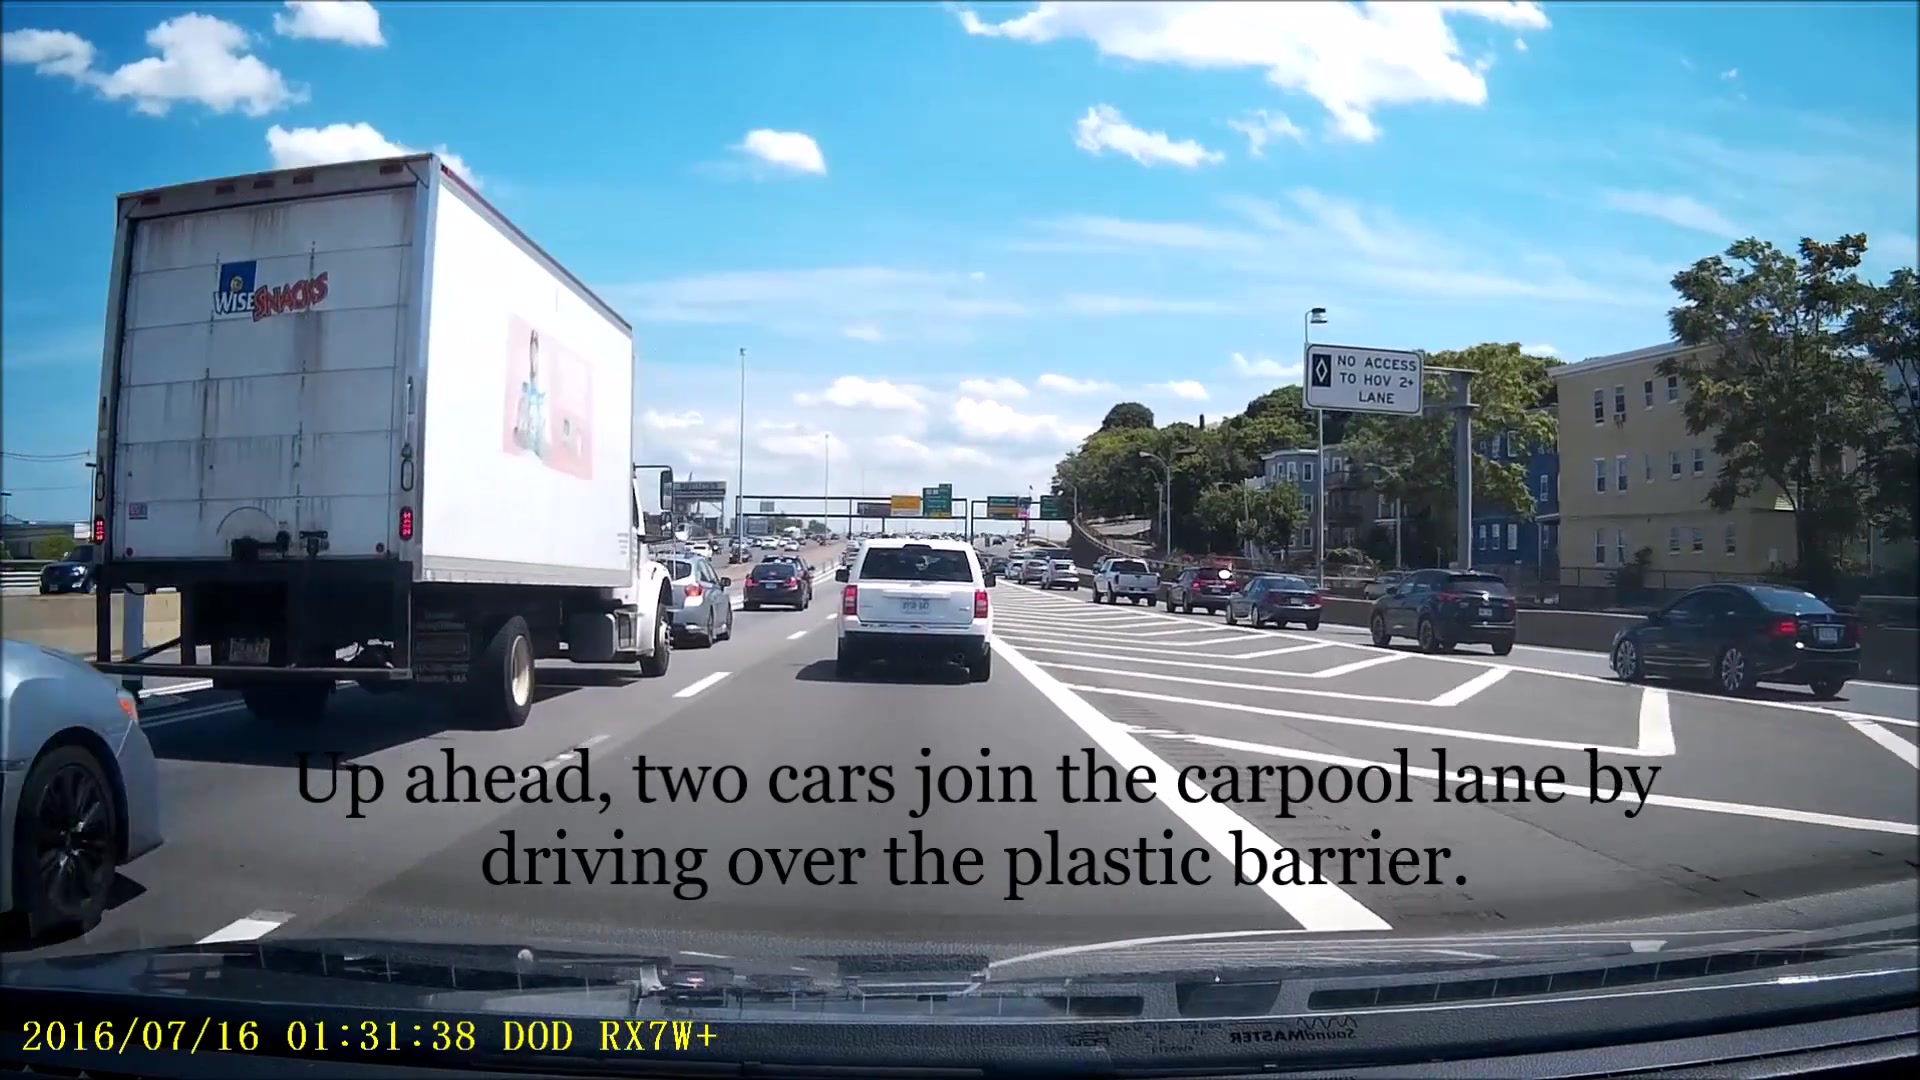 WISE SNACKS
NO ACCESS
TO HOV 2+
LANE
Up ahead, two cars join the carpool lane by
driving over the plastic barrier.
SoundMASTER
2016/07/16 01:31:38 DOD RX7W+